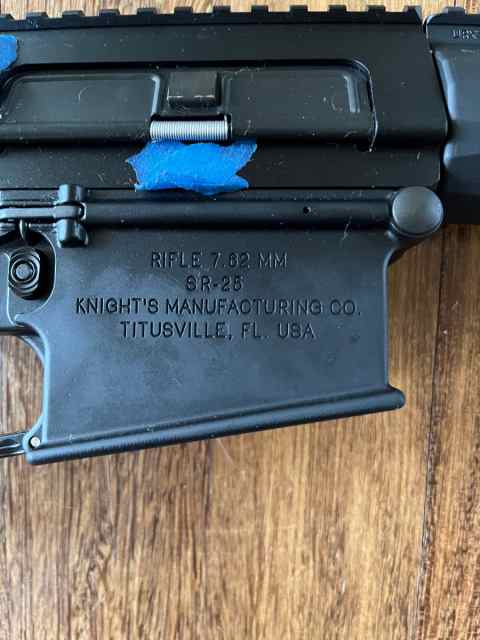 RIFLE 7.62 MM
SR-25
KNIGHT'S MANUFACTURING CO.
TITUSVILLE, FL. USA